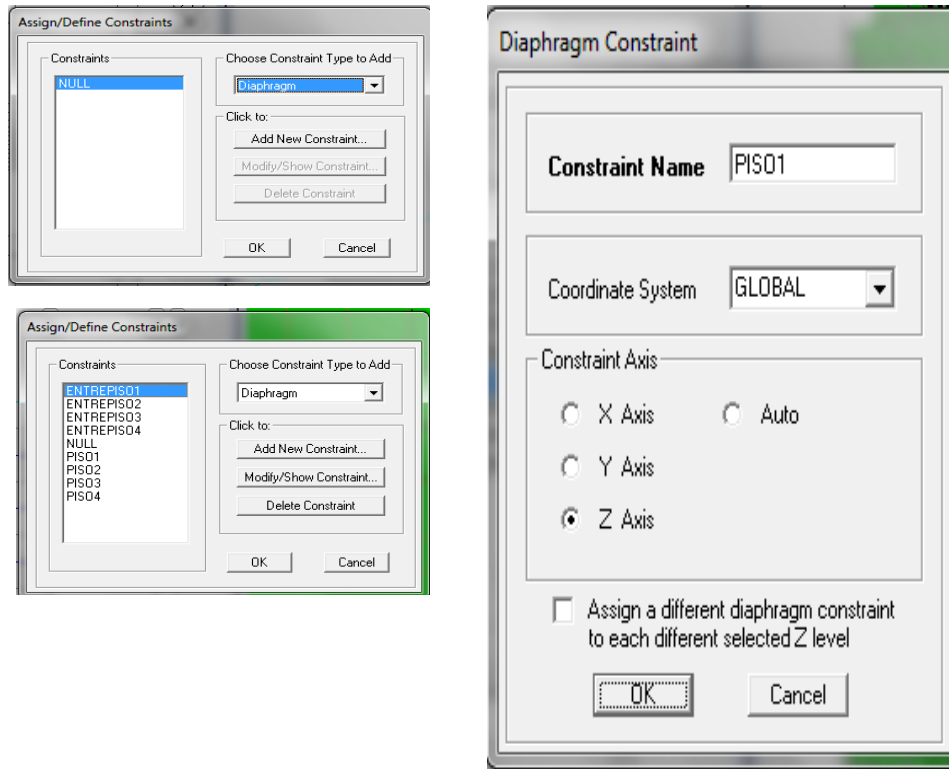 Assign/Define Constraints
Constraints
NULL
Choose Constraint Type to Add
Diaphragm
Click to:
Add New Constraint...
Modify/Show Constraint...
Delete Constraint
OK
Cancel
Assign/Define Constraints
Constraints
ENTREPISO1
ENTREPISO2
ENTREPISO3
ENTREPISO4
NULL
PISO1
PISO2
PISO3
PISO4
Choose Constraint Type to Add
Diaphragm
Click to:
Add New Constraint...
Modify/Show Constraint...
Delete Constraint
OK
Cancel
Diaphragm Constraint
Constraint Name PISO1
Coordinate System GLOBAL
Constraint Axis
X Axis Auto
Y Axis
Z Axis
Assign a different diaphragm constraint
to each different selected Z level
OK Cancel